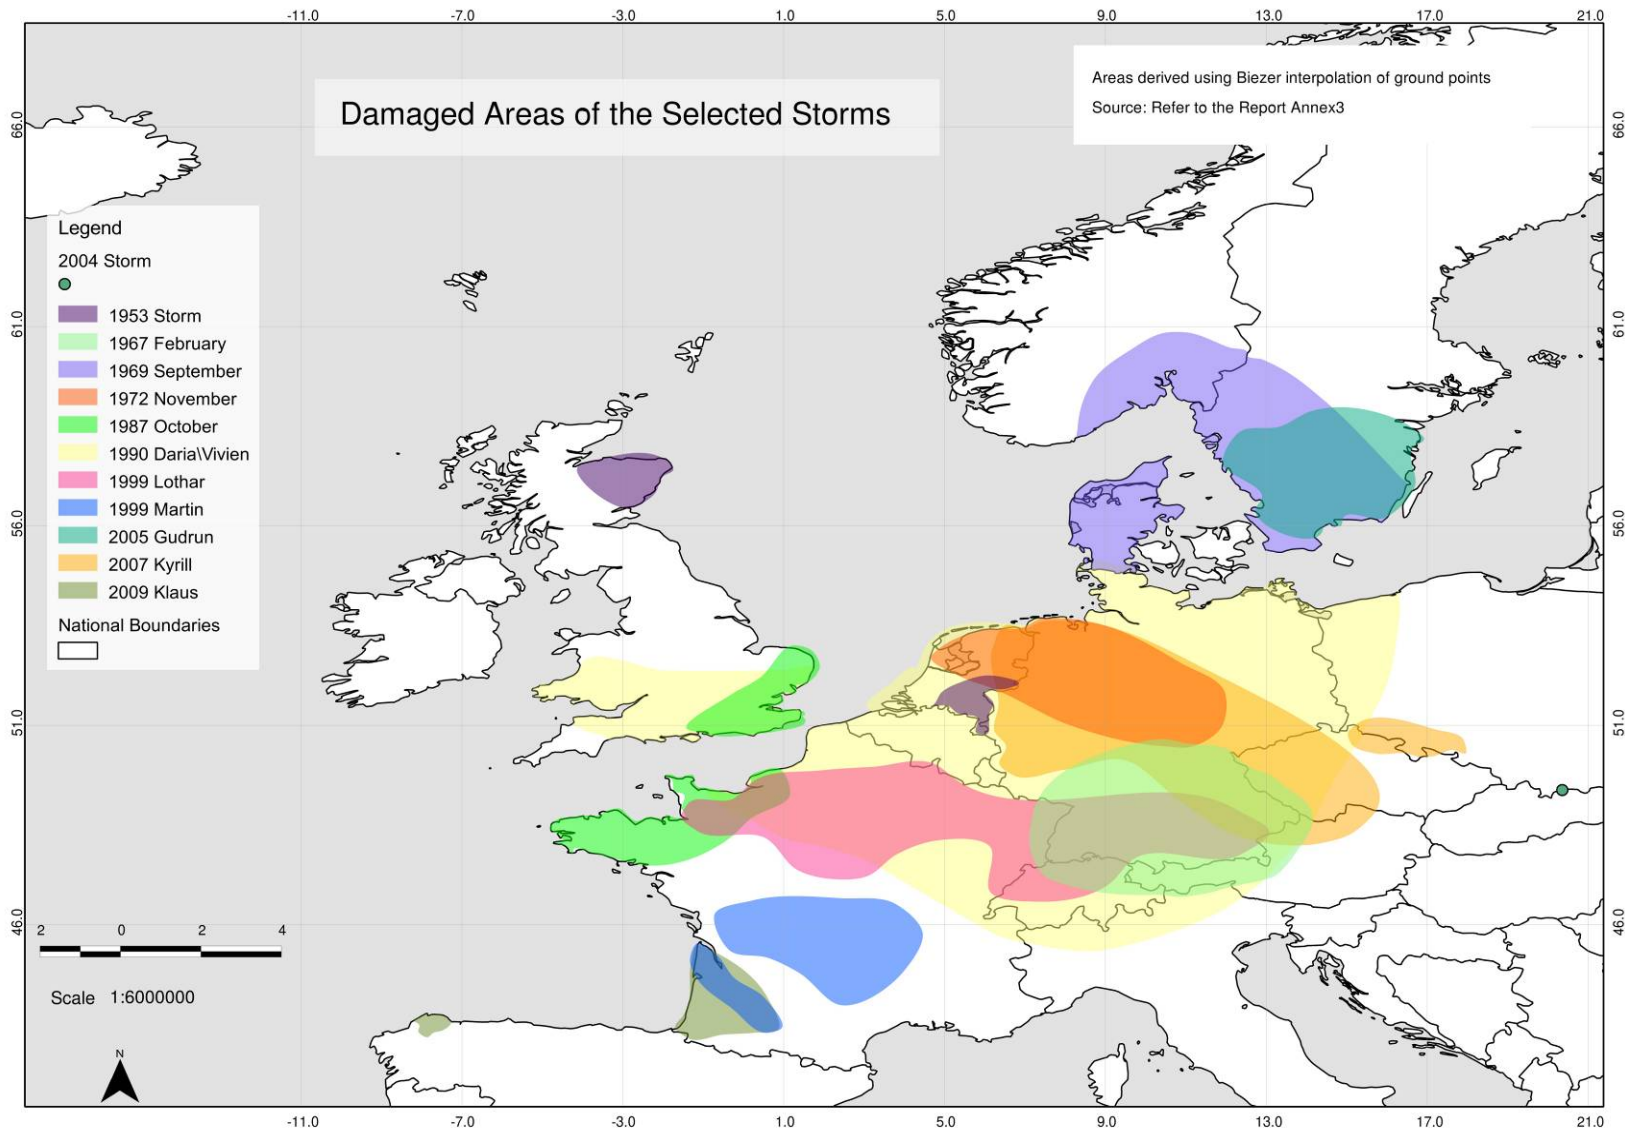 -11.0 -7.0 -3.0 1.0 5.0 9.0 13.0 17.0 21.0
Damaged Areas of the Selected Storms
Areas derived using Biezer interpolation of ground points
Source: Refer to the Report Annex3
66.0 66.0
Legend
2004 Storm
1953 Storm
1967 February
1969 September
1972 November
1987 October
1990 Daria\Vivien
1999 Lothar
1999 Martin
2005 Gudrun
2007 Kyrill
2009 Klaus
National Boundaries
61.0 61.0
56.0 56.0
51.0 51.0
46.0 46.0
2 0 2 4
Scale 1:6000000
N
-11.0 -7.0 -3.0 1.0 5.0 9.0 13.0 17.0 21.0